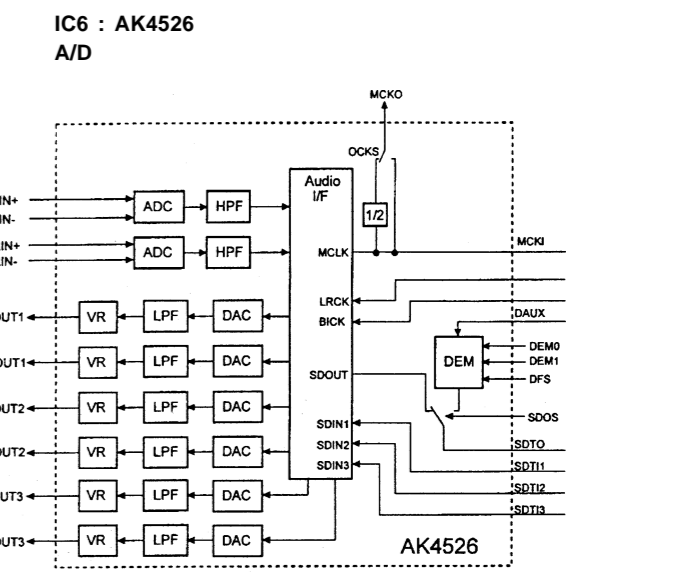 IC6 : AK4526
A/D
MCKO
OCKS
Audio
I/F
IN+
ADC
HPF
IN-
1/2
IN+
ADC
HPF
MCLK
MCKI
IN-
LRCK
OUT1
VR
LPF
DAC
BICK
DAUX
DEM0
OUT1
VR
LPF
DAC
DEM
DEM1
SDOUT
DFS
OUT2
VR
LPF
DAC
SDOS
SDIN1
OUT2
VR
LPF
DAC
SDIN2
SDTO
SDIN3
SDTI1
UT3
VR
LPF
DAC
SDTI2
SDTI3
OUT3
VR
LPF
DAC
AK4526